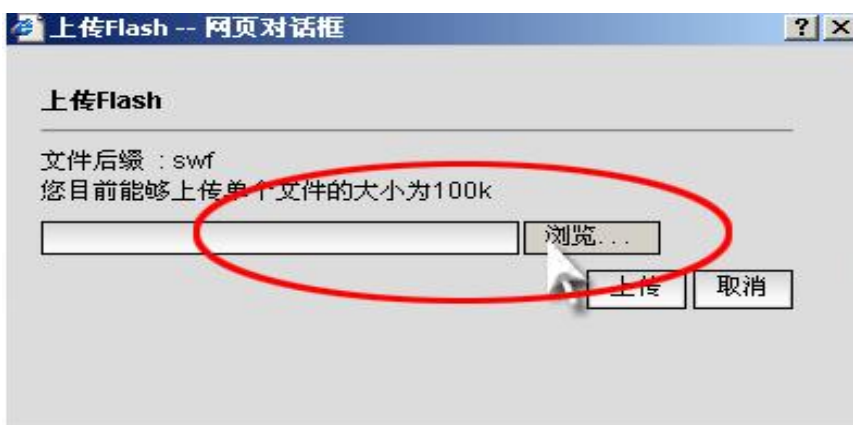 上传Flash -- 网页对话框
上传Flash
文件后缀 : swf
您目前能够上传单个文件的大小为100k
浏览...
上传 取消